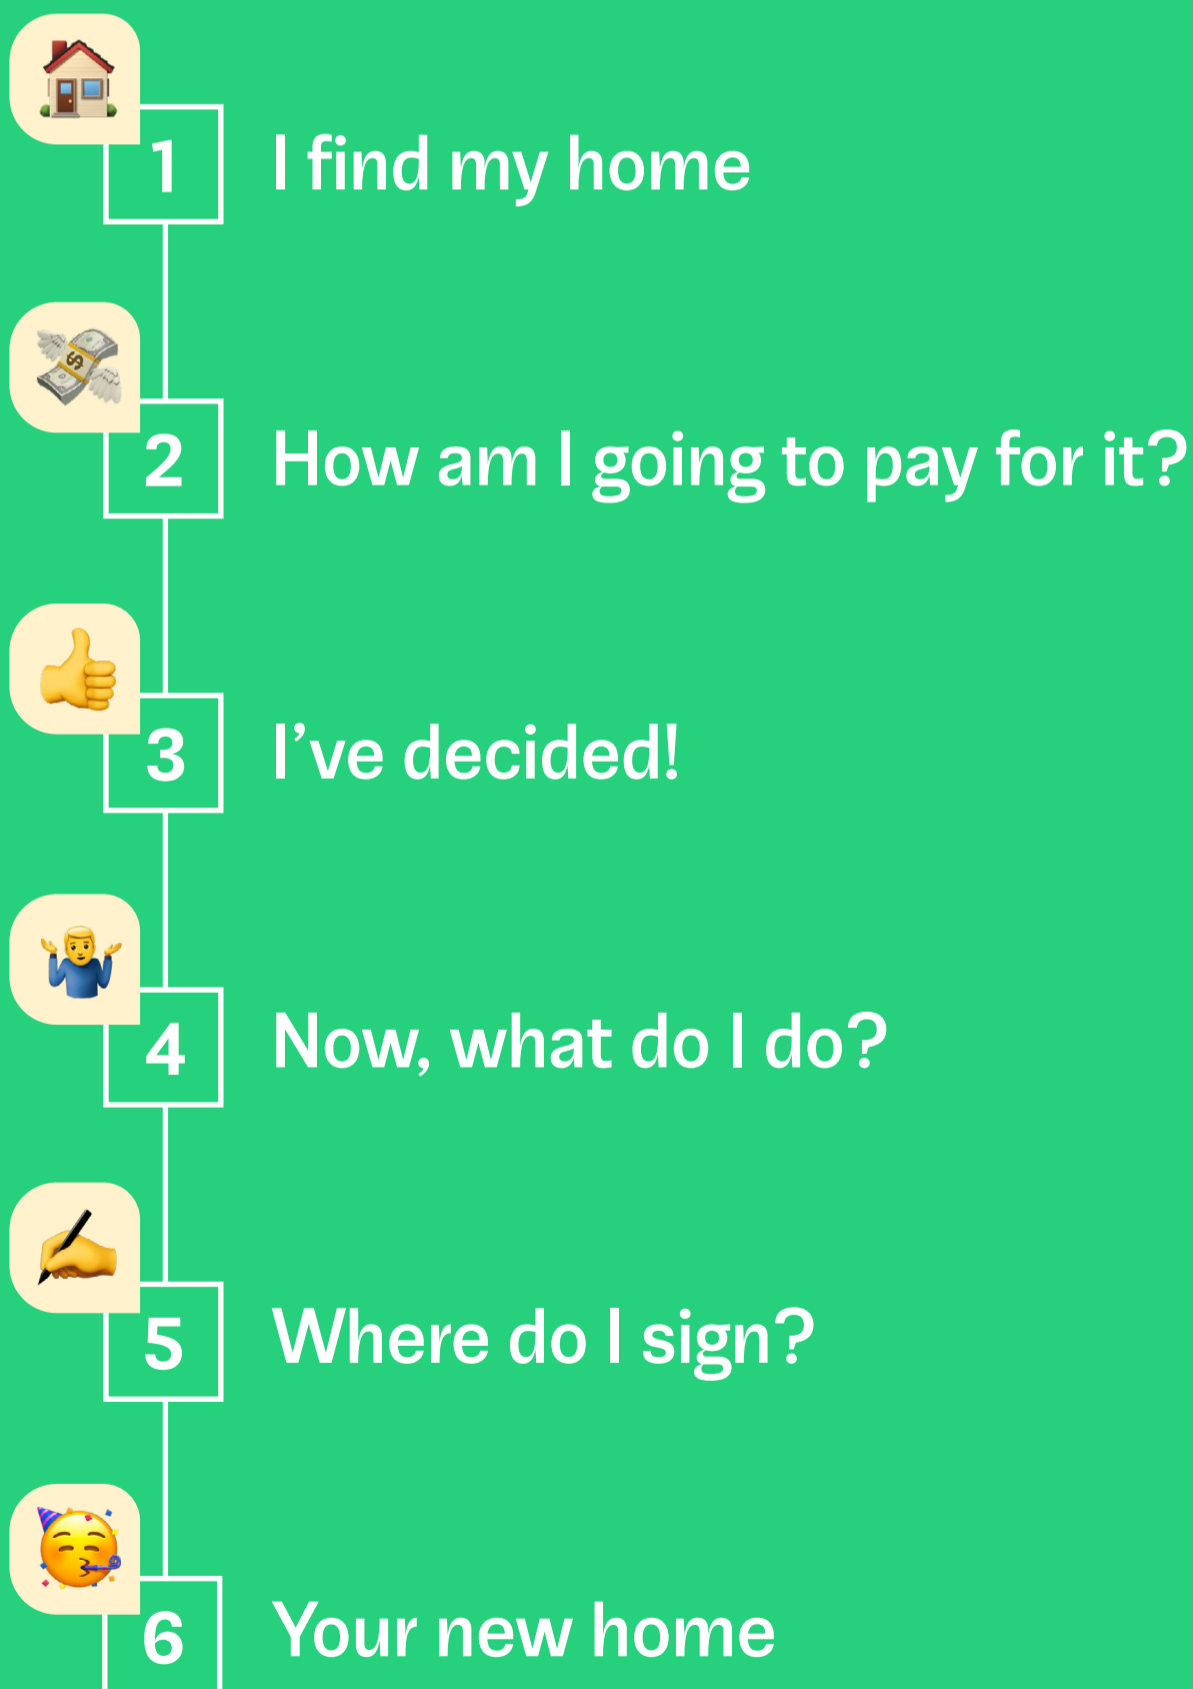 1 I find my home
2 How am I going to pay for it?
3 I’ve decided!
4 Now, what do I do?
5 Where do I sign?
6 Your new home